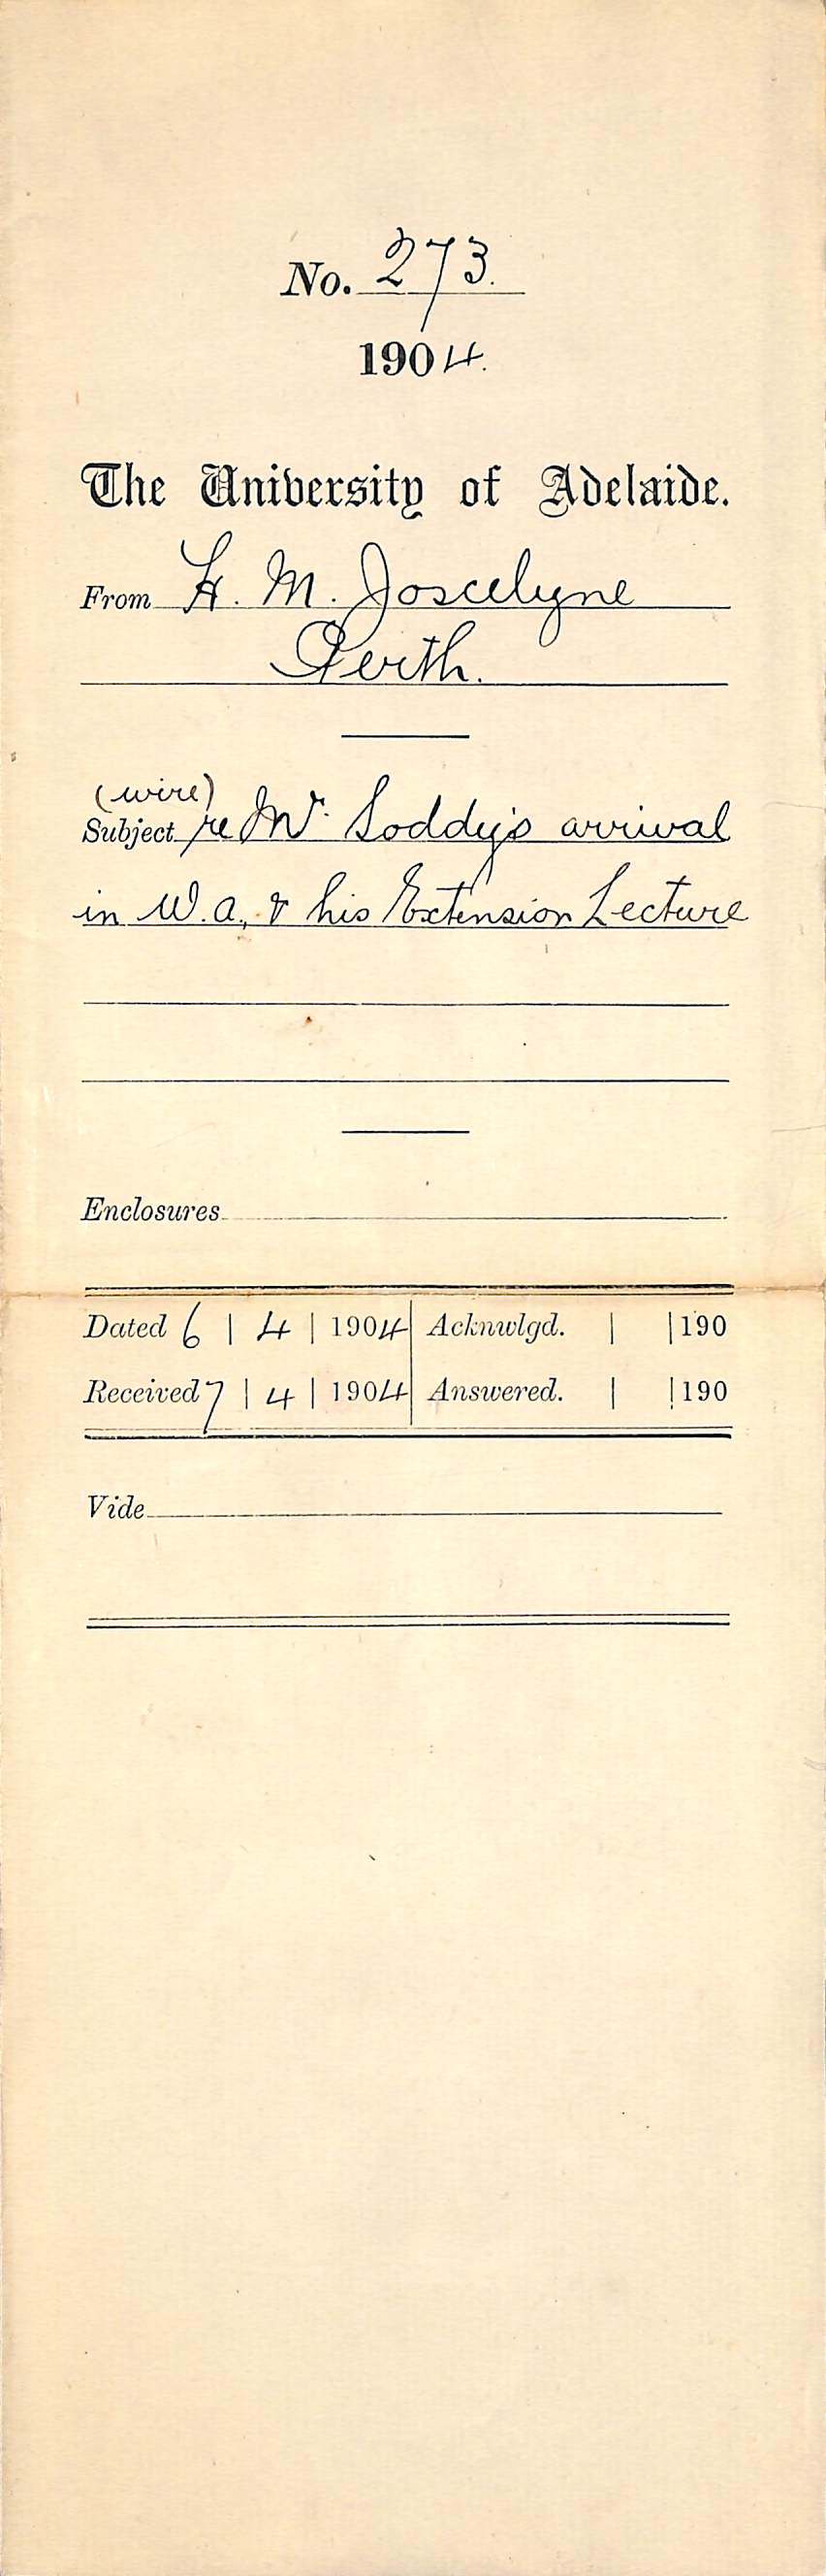 No. 273.
1904.
The University of Adelaide.
From H. M. Joscelyne
Perth.
(wire)
Subject re Mr. Soddy's arrival
in W.A., & his Extension Lecture
Enclosures
Dated 6 | 4 | 1904 Acknwlgd. | | 190
Received 7 | 4 | 1904 Answered. | | 190
Vide